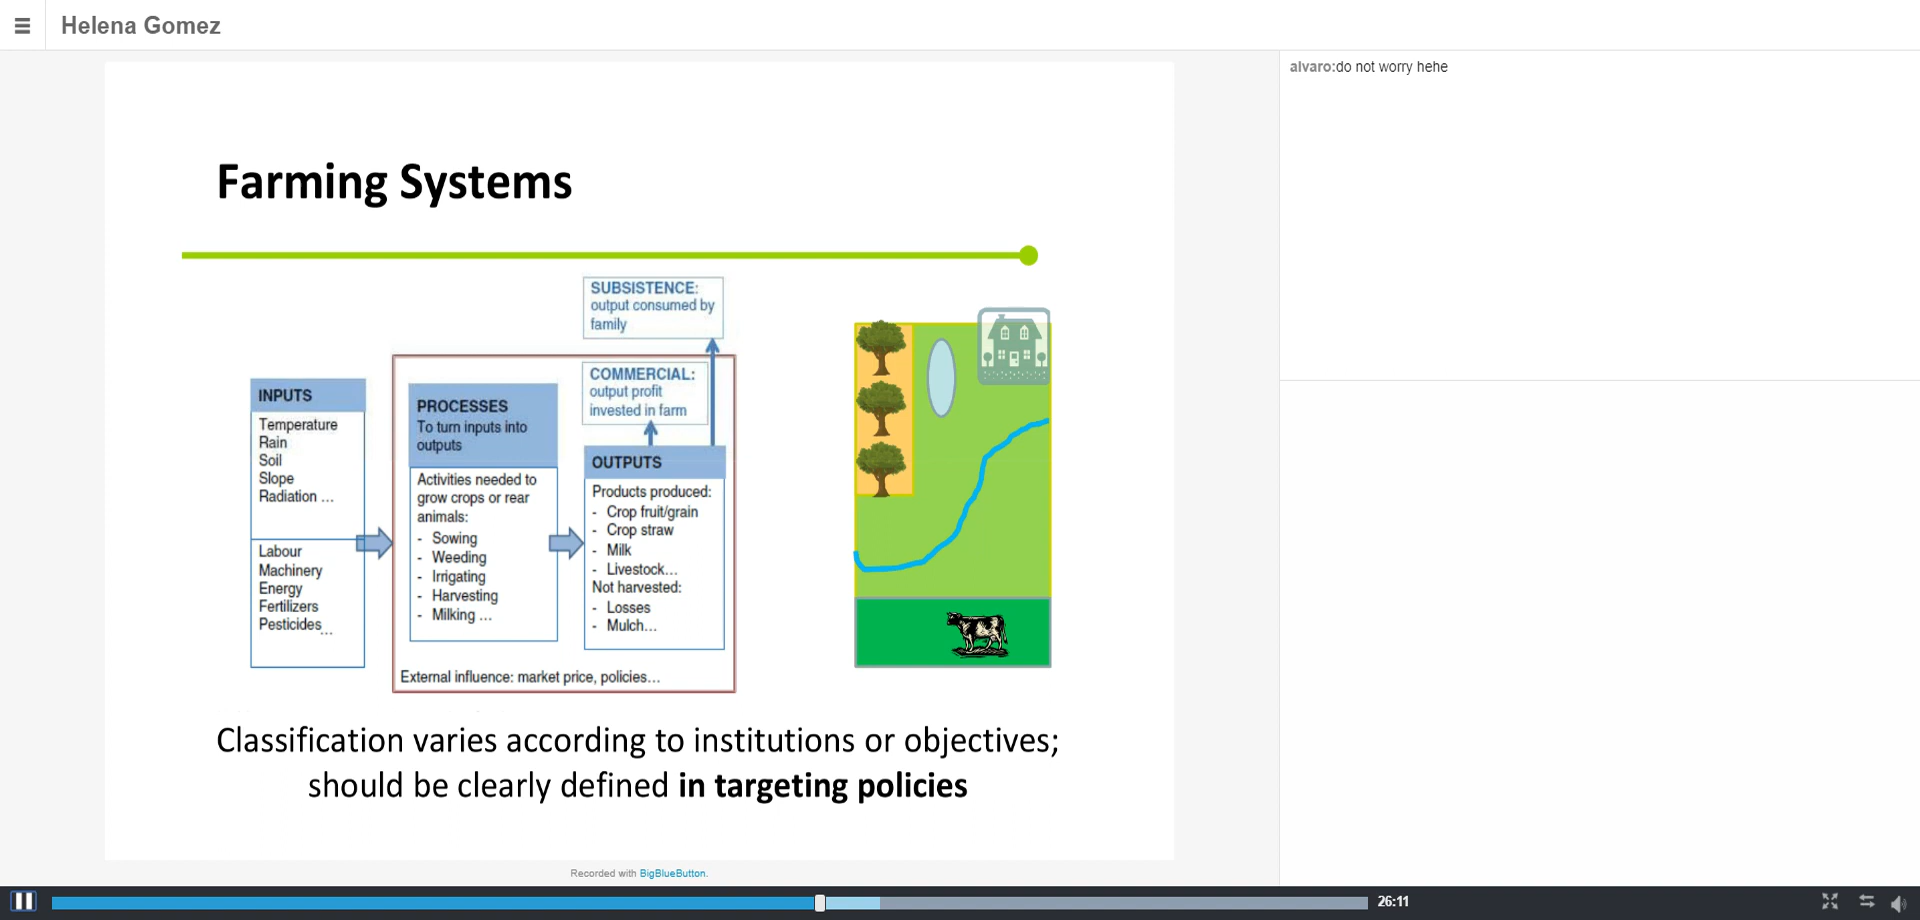 Helena Gomez
alvaro:do not worry hehe
Farming Systems
SUBSISTENCE:
output consumed by
family
COMMERCIAL:
output profit
invested in farm
INPUTS
Temperature
Rain
Soil
Slope
Radiation ...
Labour
Machinery
Energy
Fertilizers
Pesticides...
PROCESSES
To turn inputs into
outputs
Activities needed to
grow crops or rear
animals:
- Sowing
- Weeding
- Irrigating
- Harvesting
- Milking ...
OUTPUTS
Products produced:
- Crop fruit/grain
- Crop straw
- Milk
- Livestock...
Not harvested:
- Losses
- Mulch...
External influence: market price, policies...
Classification varies according to institutions or objectives;
should be clearly defined in targeting policies
Recorded with BigBlueButton.
26:11